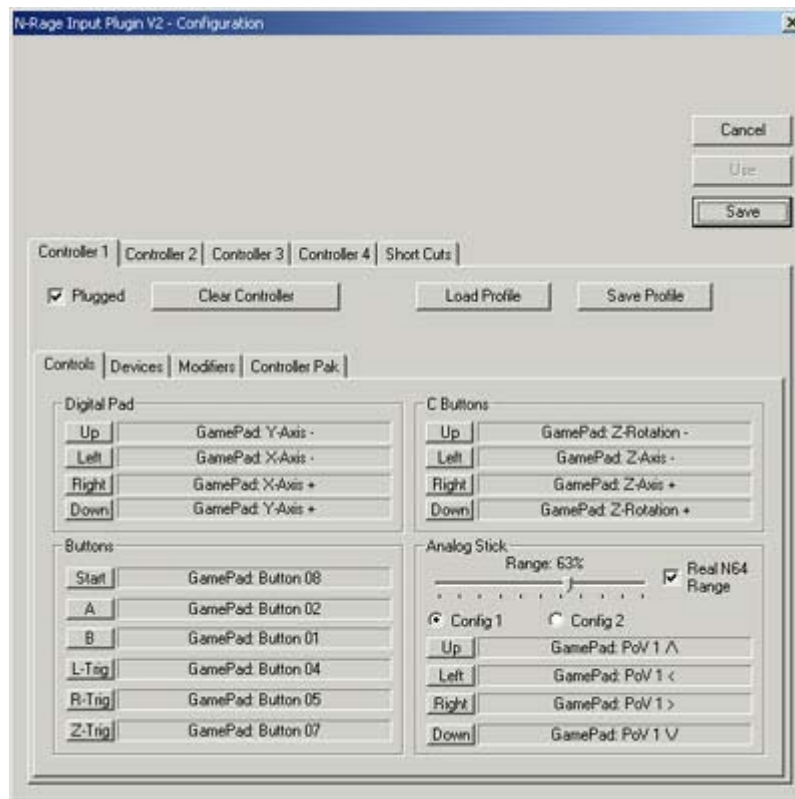 N-Rage Input Plugin V2 - Configuration
Cancel
Use
Save
Controller 1 Controller 2 Controller 3 Controller 4 Short Cuts
Plugged Clear Controller Load Profile Save Profile
Controls Devices Modifiers Controller Pak
Digital Pad
Up GamePad: Y-Axis -
Left GamePad: X-Axis -
Right GamePad: X-Axis +
Down GamePad: Y-Axis +
C Buttons
Up GamePad: Z-Rotation -
Left GamePad: Z-Axis -
Right GamePad: Z-Axis +
Down GamePad: Z-Rotation +
Buttons
Start GamePad: Button 08
A GamePad: Button 02
B GamePad: Button 01
L-Trig GamePad: Button 04
R-Trig GamePad: Button 05
Z-Trig GamePad: Button 07
Analog Stick
Range: 63%
Real N64
Range
Config 1 Config 2
Up GamePad: PoV 1 /\
Left GamePad: PoV 1 <
Right GamePad: PoV 1 >
Down GamePad: PoV 1 \/